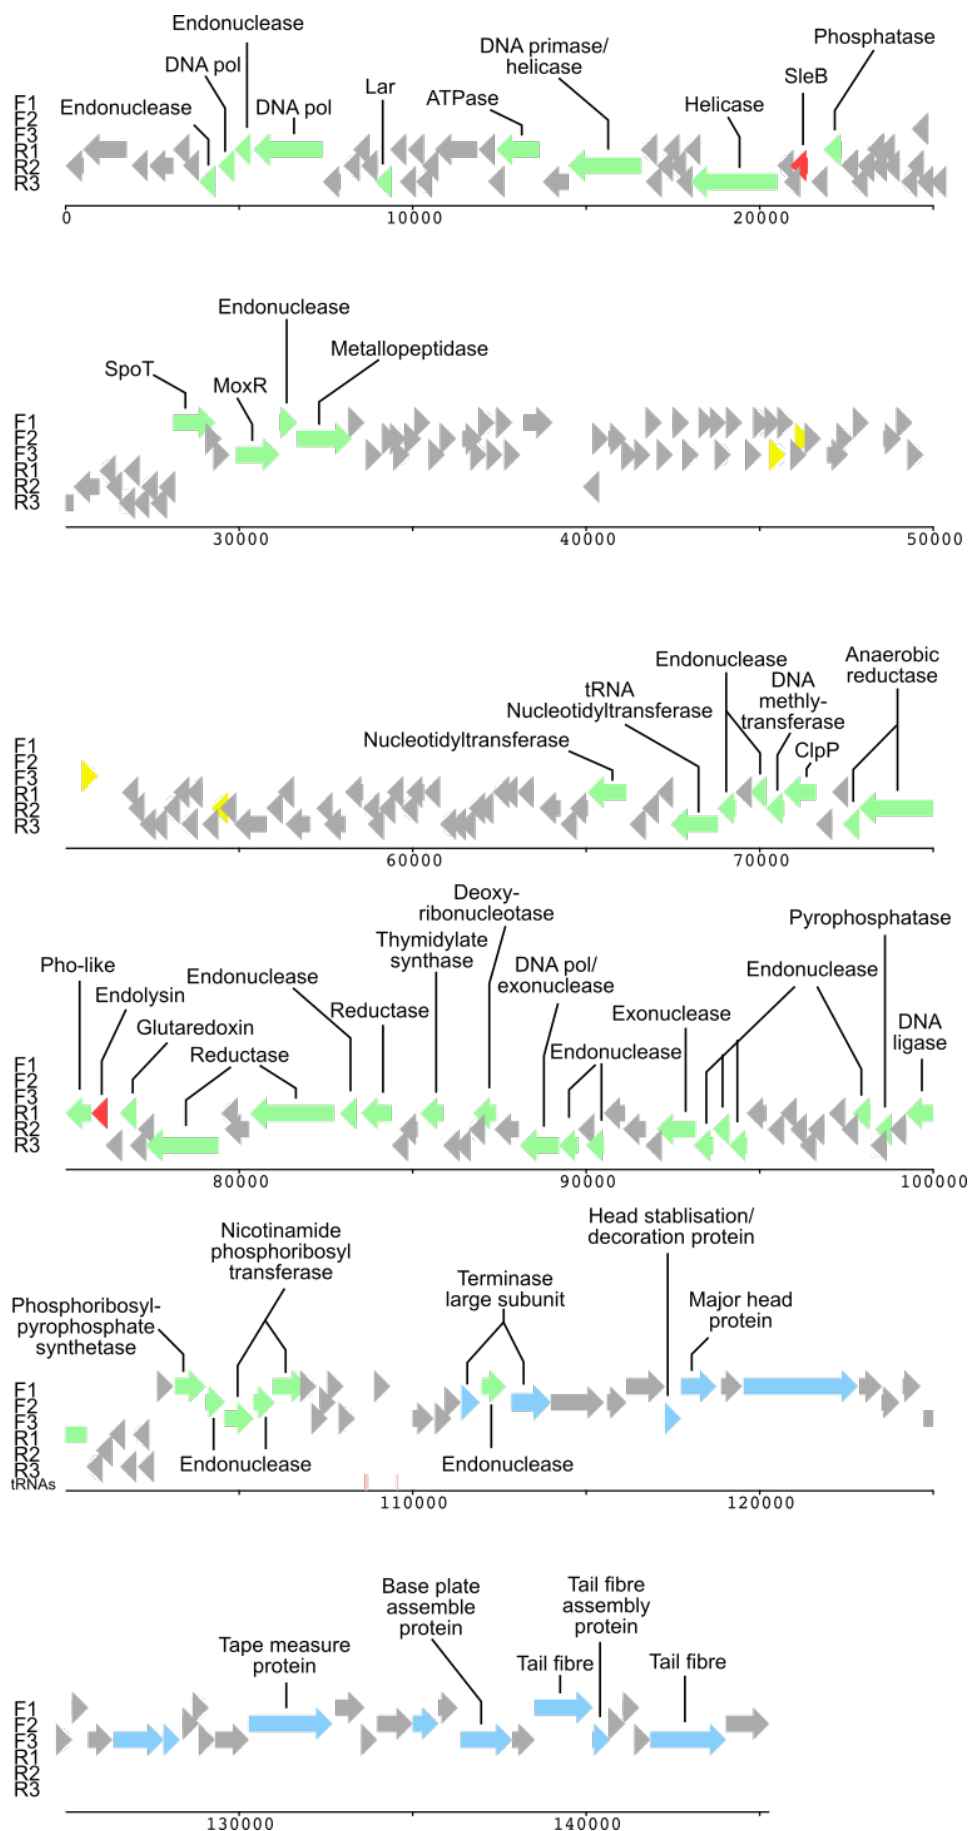 Endonuclease
DNA pol
Endonuclease
DNA pol
Lar
ATPase
DNA primase/
helicase
Helicase
SleB
Phosphatase
F1
F2
F3
R1
R2
R3
0
10000
20000
Endonuclease
Metallopeptidase
SpoT
MoxR
F1
F2
F3
R1
R2
R3
30000
40000
50000
Endonuclease
Anaerobic
reductase
tRNA
Nucleotidyltransferase
DNA
methly-
transferase
Nucleotidyltransferase
ClpP
F1
F2
F3
R1
R2
R3
60000
70000
Deoxy-
ribonucleotase
Pyrophosphatase
Thymidylate
synthase
Pho-like
Endolysin
Endonuclease
DNA pol/
exonuclease
Endonuclease
Glutaredoxin
Reductase
Exonuclease
DNA
ligase
Reductase
Endonuclease
F1
F2
F3
R1
R2
R3
80000
90000
100000
Head stablisation/
decoration protein
Nicotinamide
phosphoribosyl
transferase
Terminase
large subunit
Major head
protein
Phosphoribosyl-
pyrophosphate
synthetase
F1
F2
F3
R1
R2
R3
tRNAs
Endonuclease
Endonuclease
110000
120000
Base plate
assemble
protein
Tail fibre
assembly
protein
Tape measure
protein
Tail fibre
Tail fibre
F1
F2
F3
R1
R2
R3
130000
140000